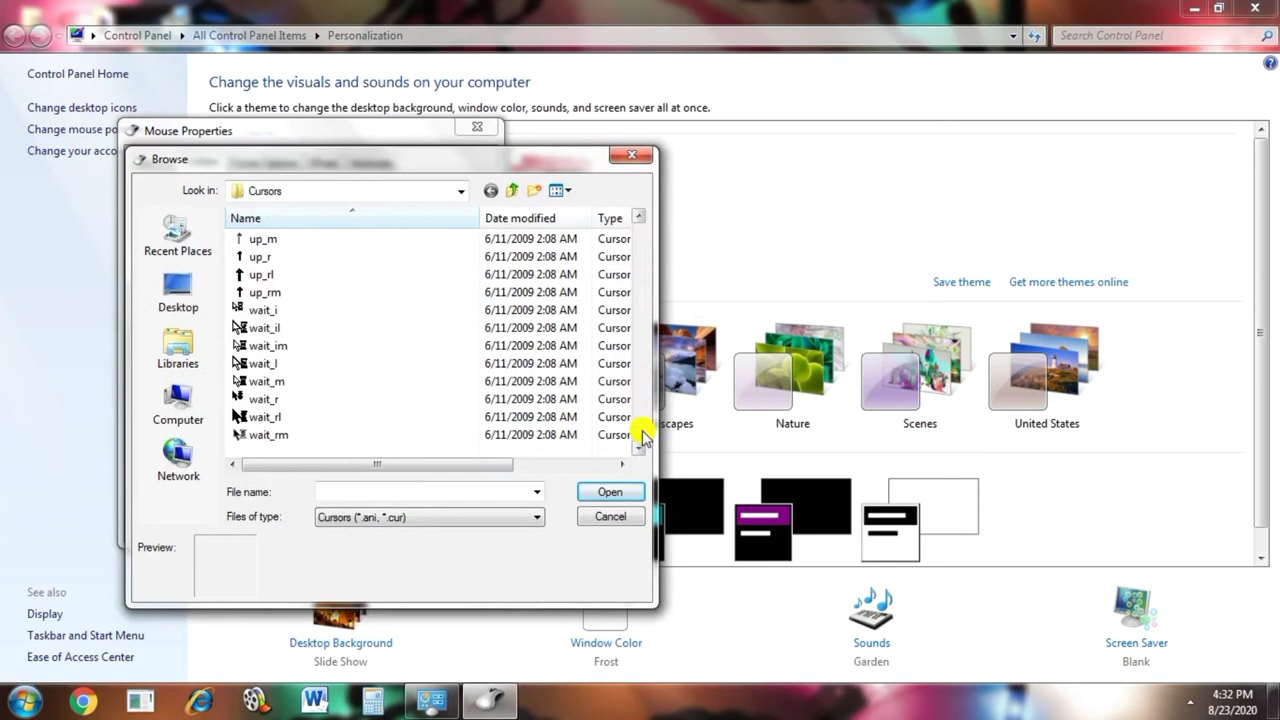 Control Panel
All Control Panel Items
Personalization
Search Control Panel
Control Panel Home
Change desktop icons
Change mouse po
Change your acco
Change the visuals and sounds on your computer
Click a theme to change the desktop background, window color, sounds, and screen saver all at once.
Mouse Properties
Browse
Look in:
Cursors
Name
Date modified
Type
up_m 6/11/2009 2:08 AM Cursor
up_r 6/11/2009 2:08 AM Cursor
up_rl 6/11/2009 2:08 AM Cursor
up_rm 6/11/2009 2:08 AM Cursor
wait_i 6/11/2009 2:08 AM Cursor
wait_il 6/11/2009 2:08 AM Cursor
wait_im 6/11/2009 2:08 AM Cursor
wait_l 6/11/2009 2:08 AM Cursor
wait_m 6/11/2009 2:08 AM Cursor
wait_r 6/11/2009 2:08 AM Cursor
wait_rl 6/11/2009 2:08 AM Cursor
wait_rm 6/11/2009 2:08 AM Cursor
Recent Places
Desktop
Libraries
Computer
Network
File name:
Open
Files of type:
Cursors (*.ani, *.cur)
Cancel
Preview:
Save theme
Get more themes online
scapes
Nature
Scenes
United States
See also
Display
Taskbar and Start Menu
Ease of Access Center
Desktop Background
Slide Show
Window Color
Frost
Sounds
Garden
Screen Saver
Blank
4:32 PM
8/23/2020